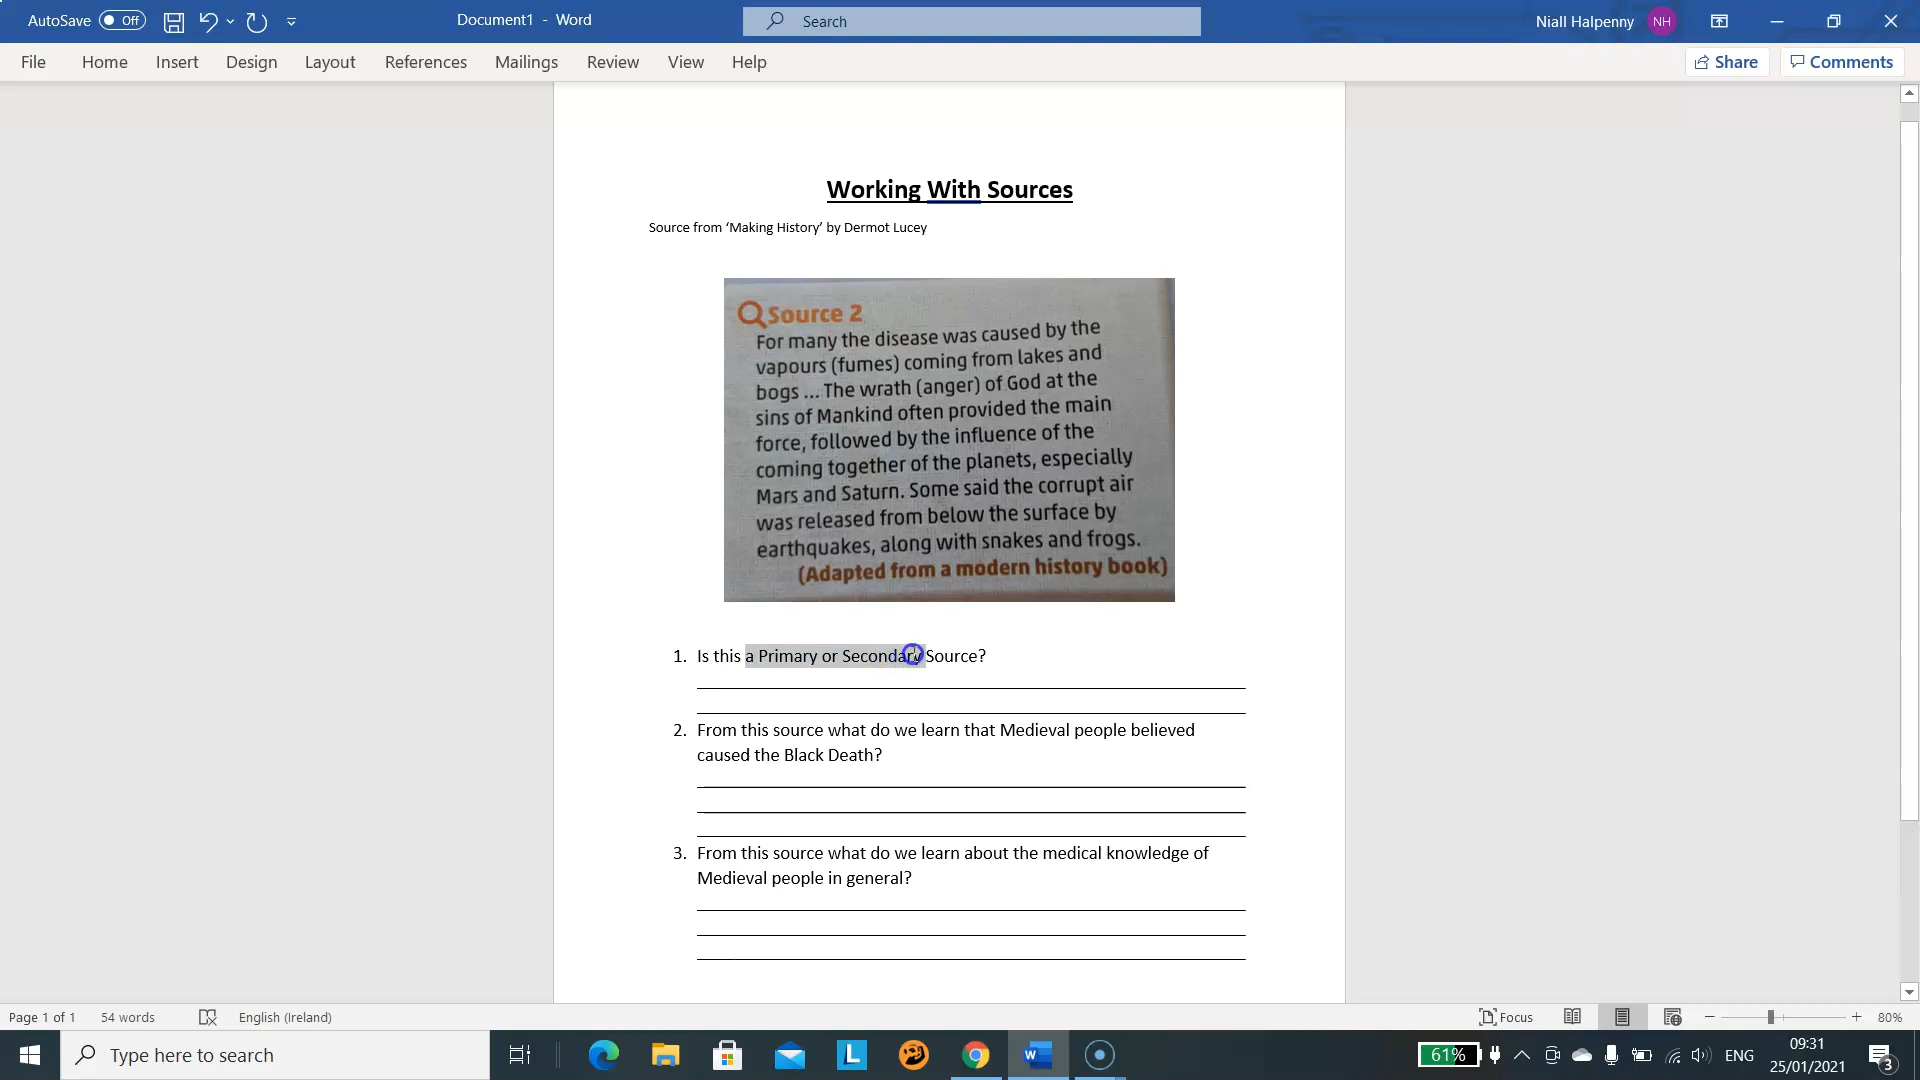 AutoSave Off Document1 - Word Search Niall Halpenny NH
File Home Insert Design Layout References Mailings Review View Help Share Comments
Working With Sources
Source from ‘Making History’ by Dermot Lucey
Source 2
For many the disease was caused by the
vapours (fumes) coming from lakes and
bogs ... The wrath (anger) of God at the
sins of Mankind often provided the main
force, followed by the influence of the
coming together of the planets, especially
Mars and Saturn. Some said the corrupt air
was released from below the surface by
earthquakes, along with snakes and frogs.
(Adapted from a modern history book)
1. Is this a Primary or Secondary Source?
2. From this source what do we learn that Medieval people believed
caused the Black Death?
3. From this source what do we learn about the medical knowledge of
Medieval people in general?
Page 1 of 1 54 words English (Ireland) Focus 80%
Type here to search L W 61% ENG 09:31
25/01/2021 3